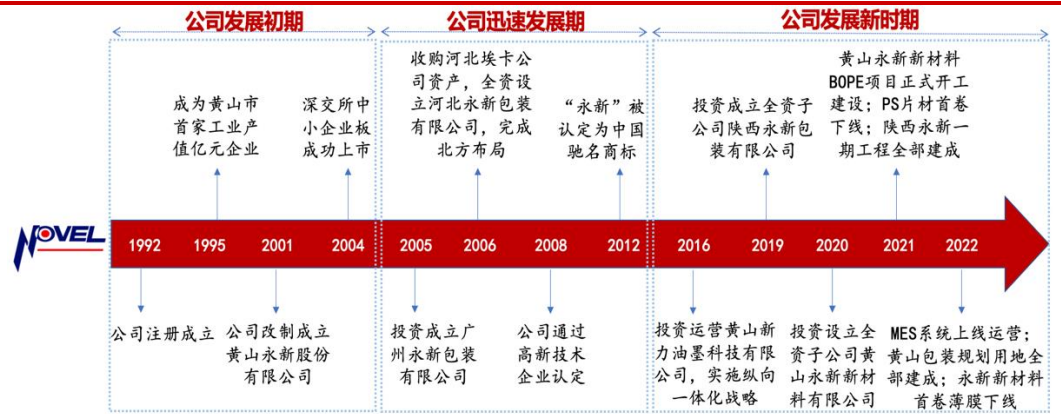 公司发展初期
公司迅速发展期
公司发展新时期
成为黄山市
首家工业产
值亿元企业
深交所中
小企业板
成功上市
收购河北埃卡公
司资产，全资设
立河北永新包装
有限公司，完成
北方布局
“永新”被
认定为中国
驰名商标
投资成立全资子
公司陕西永新包
装有限公司
黄山永新新材料
BOPE项目正式开工
建设；PS片材首卷
下线；陕西永新一
期工程全部建成
NOVEL
1992 1995 2001 2004 2005 2006 2008 2012 2016 2019 2020 2021 2022
公司注册成立
公司改制成立
黄山永新股份
有限公司
投资成立广
州永新包装
有限公司
公司通过
高新技术
企业认定
投资运营黄山新
力油墨科技有限
公司，实施纵向
一体化战略
投资设立全
资子公司黄
山永新新材
料有限公司
MES系统上线运营；
黄山包装规划用地全
部建成；永新新材料
首卷薄膜下线